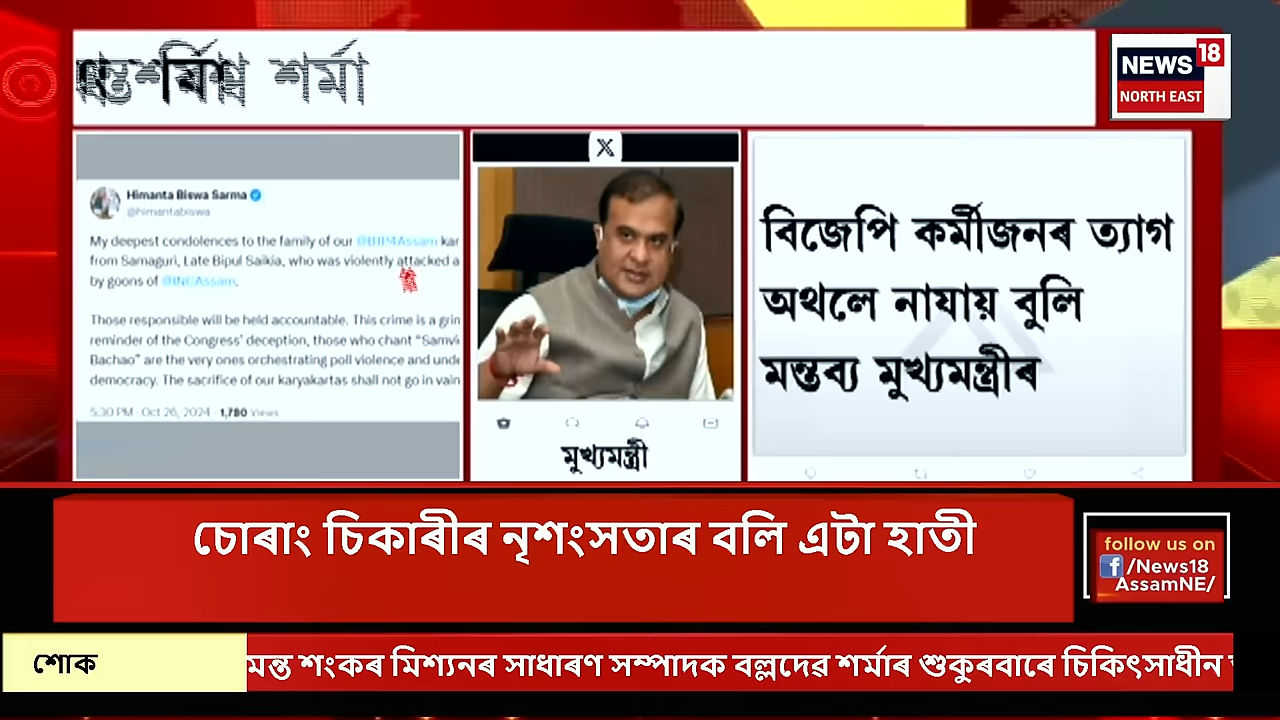 শৰ্মা
NEWS 18
NORTH EAST
Himanta Biswa Sarma
@himantabiswa
My deepest condolences to the family of our @BJP4Assam kar
from Samaguri, Late Bipul Saikia, who was violently attacked a
by goons of @INCAssam.
Those responsible will be held accountable. This crime is a grim
reminder of the Congress' deception, those who chant "Samvi
Bachao" are the very ones orchestrating poll violence and unde
democracy. The sacrifice of our karyakartas shall not go in vain
5:30 PM · Oct 26, 2024 · 1,780 Views
X
মুখ্যমন্ত্ৰী
বিজেপি কৰ্মীজনৰ ত্যাগ
অথলে নাযায় বুলি
মন্তব্য মুখ্যমন্ত্ৰীৰ
চোৰাং চিকাৰীৰ নৃশংসতাৰ বলি এটা হাতী
follow us on
f/News18
AssamNE/
শোক
মন্ত শংকৰ মিশ্যনৰ সাধাৰণ সম্পাদক বল্লদেৱ শৰ্মাৰ শুকুৰবাৰে চিকিৎসাধীন